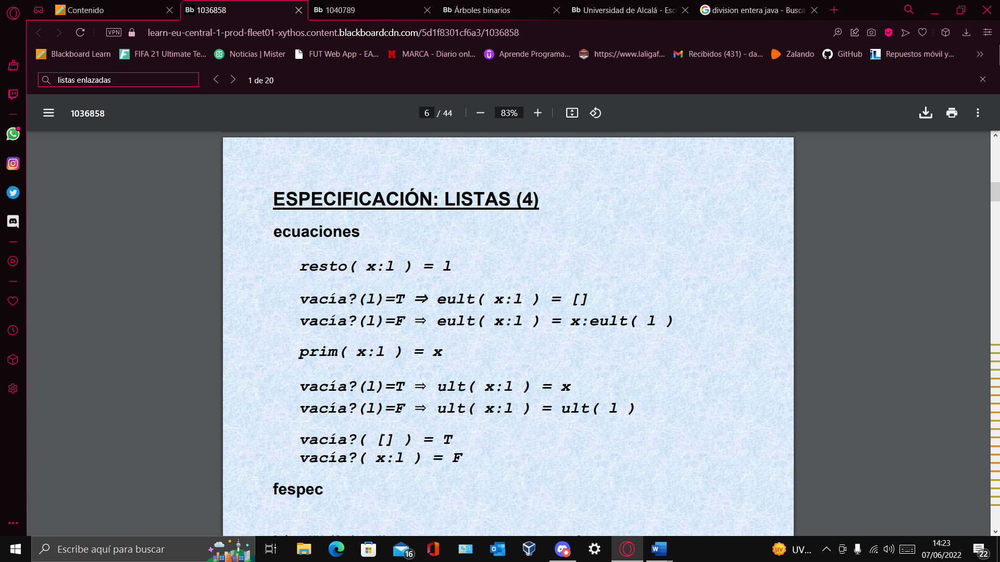 Contenido
1036858
1040789
Árboles binarios
Universidad de Alcalá - Esc
division entera java - Busca
VPN
learn-eu-central-1-prod-fleet01-xythos.content.blackboardcdn.com/5d1f8301cf6a3/1036858
Blackboard Learn
FIFA 21 Ultimate Te...
Noticias | Mister
FUT Web App - EA...
MARCA - Diario onl...
Aprende Programa...
https://www.laligaf...
Recibidos (431) - da...
Zalando
GitHub
Repuestos móvil y...
listas enlazadas
1 de 20
1036858
6 / 44
83%
ESPECIFICACIÓN: LISTAS (4)
ecuaciones
resto( x:l ) = l
vacía?(l)=T ⇒ eult( x:l ) = []
vacía?(l)=F ⇒ eult( x:l ) = x:eult( l )
prim( x:l ) = x
vacía?(l)=T ⇒ ult( x:l ) = x
vacía?(l)=F ⇒ ult( x:l ) = ult( l )
vacía?( [] ) = T
vacía?( x:l ) = F
fespec
Escribe aquí para buscar
16
UV...
14:23
07/06/2022
22